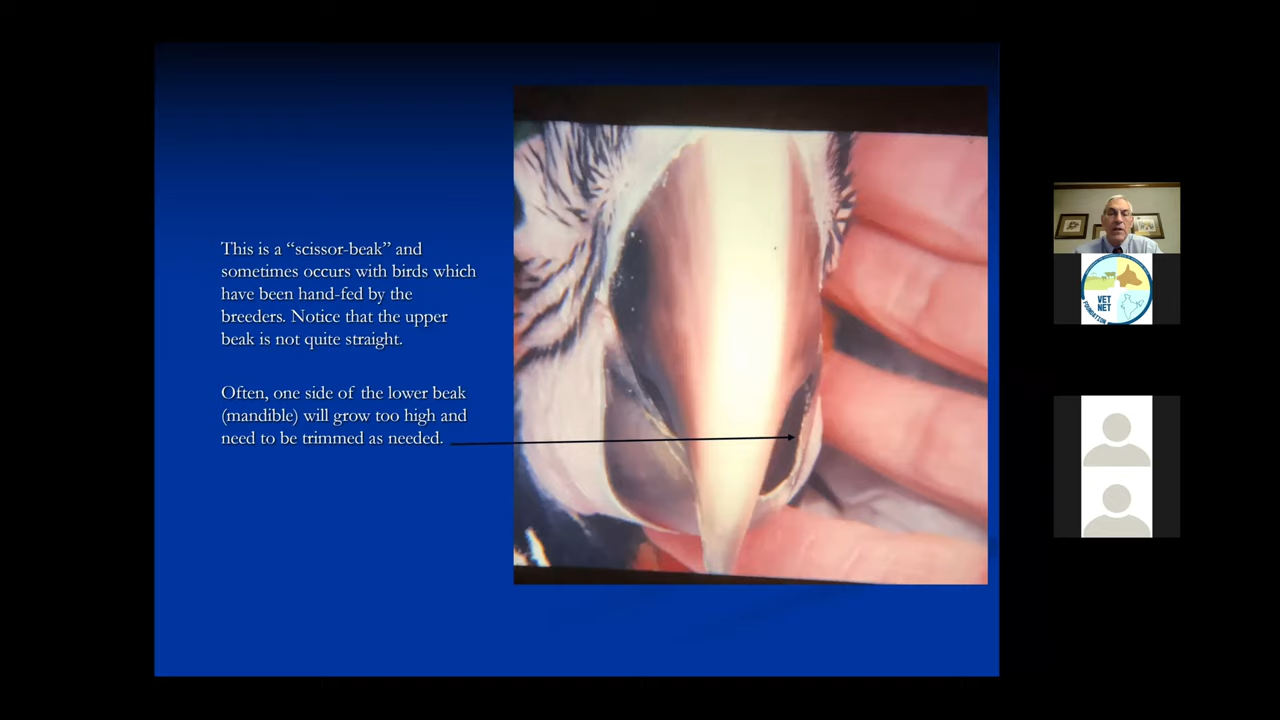 This is a “scissor-beak” and
sometimes occurs with birds which
have been hand-fed by the
breeders. Notice that the upper
beak is not quite straight.
Often, one side of the lower beak
(mandible) will grow too high and
need to be trimmed as needed.
VET
NET
FOUNDATION